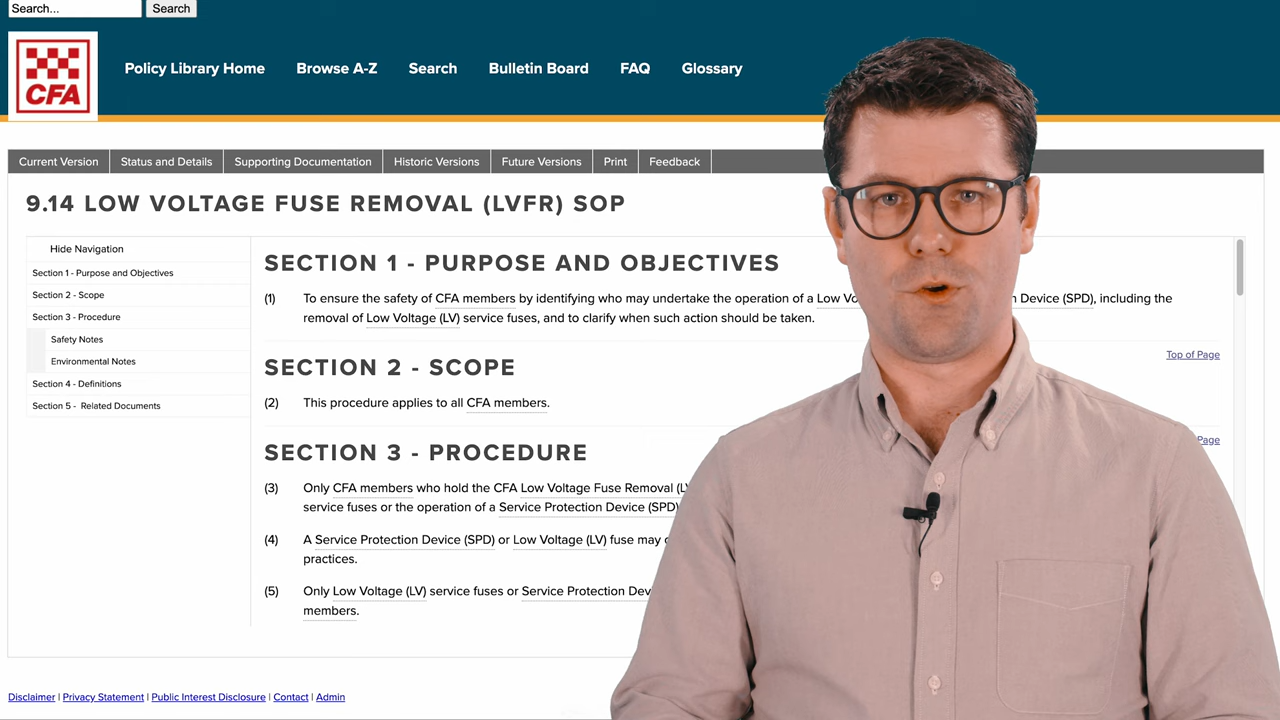 Search... Search
CFA
Policy Library Home Browse A-Z Search Bulletin Board FAQ Glossary
Current Version Status and Details Supporting Documentation Historic Versions Future Versions Print Feedback
9.14 LOW VOLTAGE FUSE REMOVAL (LVFR) SOP
Hide Navigation
Section 1 - Purpose and Objectives
Section 2 - Scope
Section 3 - Procedure
Safety Notes
Environmental Notes
Section 4 - Definitions
Section 5 - Related Documents
SECTION 1 - PURPOSE AND OBJECTIVES
(1) To ensure the safety of CFA members by identifying who may undertake the operation of a Low Device (SPD), including the
removal of Low Voltage (LV) service fuses, and to clarify when such action should be taken.
Top of Page
SECTION 2 - SCOPE
(2) This procedure applies to all CFA members.
Page
SECTION 3 - PROCEDURE
(3) Only CFA members who hold the CFA Low Voltage Fuse Removal
service fuses or the operation of a Service Protection Device (SPD)
(4) A Service Protection Device (SPD) or Low Voltage (LV) fuse may
practices.
(5) Only Low Voltage (LV) service fuses or Service Protection
members.
Disclaimer | Privacy Statement | Public Interest Disclosure | Contact | Admin